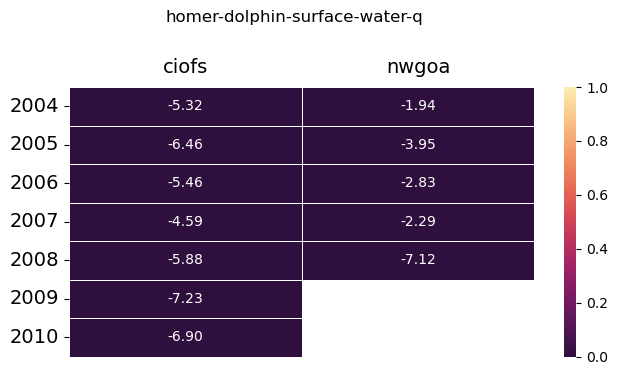 homer-dolphin-surface-water-q
ciofs nwgoa
2004 -5.32 -1.94
2005 -6.46 -3.95
2006 -5.46 -2.83
2007 -4.59 -2.29
2008 -5.88 -7.12
2009 -7.23
2010 -6.90
1.0
0.8
0.6
0.4
0.2
0.0